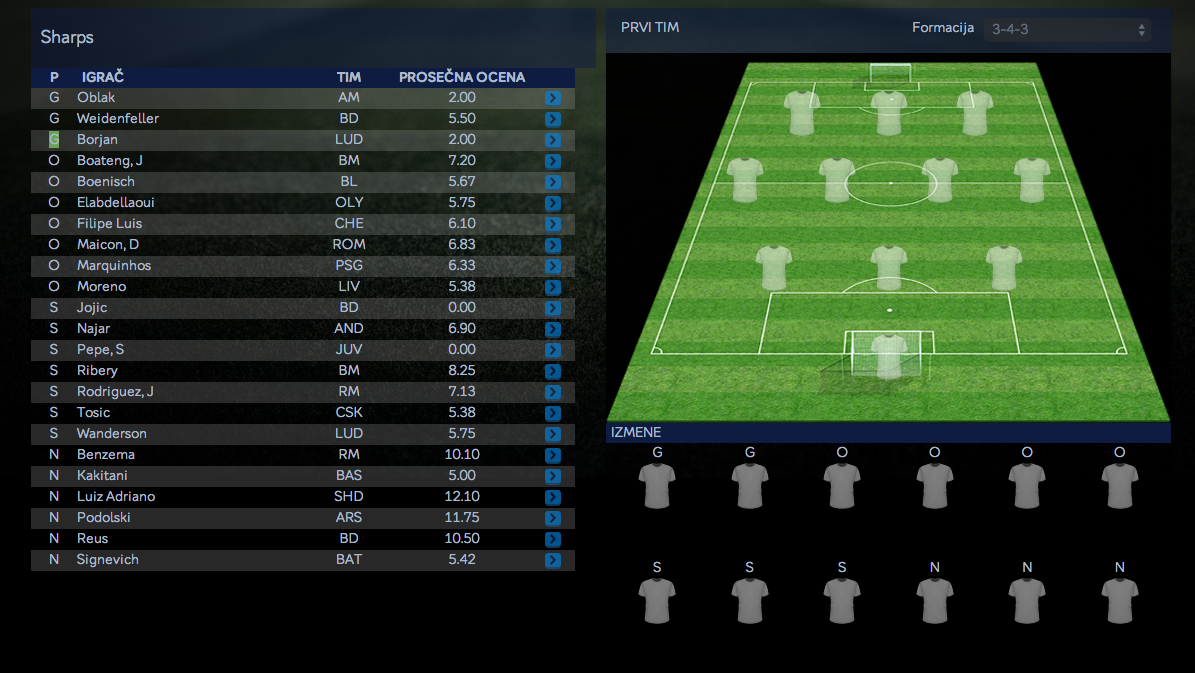 Sharps
P IGRAČ TIM PROSEČNA OCENA
G Oblak AM 2.00
G Weidenfeller BD 5.50
G Borjan LUD 2.00
O Boateng, J BM 7.20
O Boenisch BL 5.67
O Elabdellaoui OLY 5.75
O Filipe Luis CHE 6.10
O Maicon, D ROM 6.83
O Marquinhos PSG 6.33
O Moreno LIV 5.38
S Jojic BD 0.00
S Najar AND 6.90
S Pepe, S JUV 0.00
S Ribery BM 8.25
S Rodriguez, J RM 7.13
S Tosic CSK 5.38
S Wanderson LUD 5.75
N Benzema RM 10.10
N Kakitani BAS 5.00
N Luiz Adriano SHD 12.10
N Podolski ARS 11.75
N Reus BD 10.50
N Signevich BAT 5.42
PRVI TIM Formacija 3-4-3
IZMENE
G G O O O O
S S S N N N